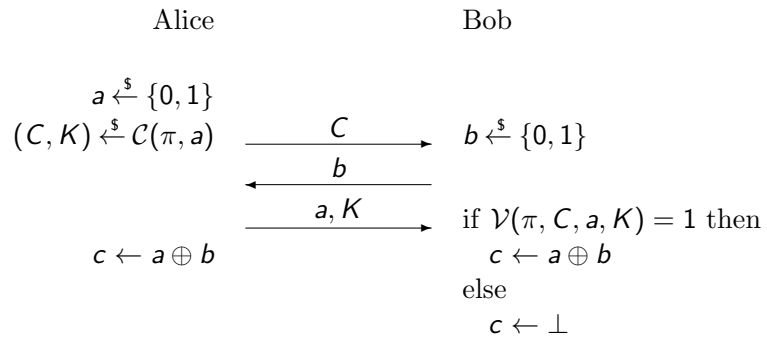 Alice Bob
a ←$ {0, 1}
(C, K) ←$ 𝒞(π, a) C b ←$ {0, 1}
b
a, K if 𝒱(π, C, a, K) = 1 then
c ← a ⊕ b c ← a ⊕ b
else
c ← ⊥